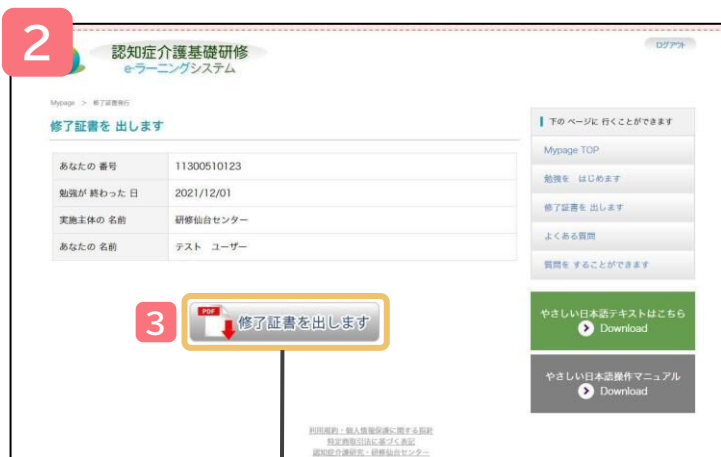 2
認知症介護基礎研修
e-ラーニングシステム
ログアウト
Mypage > 修了証書発行
修了証書を 出します
あなたの 番号 11300510123
勉強が 終わった 日 2021/12/01
実施主体の 名前 研修仙台センター
あなたの 名前 テスト ユーザー
3
PDF
修了証書を出します
下の ページに 行くことができます
Mypage TOP
勉強を はじめます
修了証書を 出します
よくある質問
質問を することができます
やさしい日本語テキストはこちら
Download
やさしい日本語操作マニュアル
Download
利用規約・個人情報保護に関する指針
特定商取引法に基づく表記
認知症介護研究・研修仙台センター